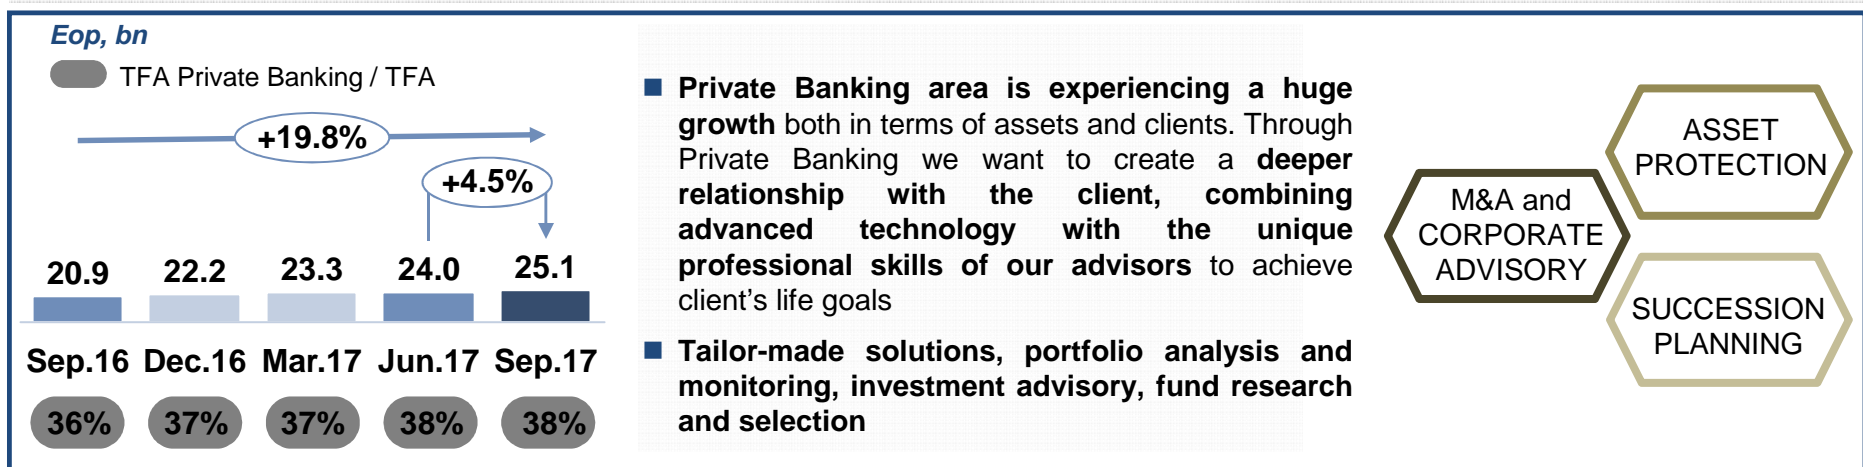 Eop, bn
TFA Private Banking / TFA
+19.8%
+4.5%
20.9 22.2 23.3 24.0 25.1
Sep.16 Dec.16 Mar.17 Jun.17 Sep.17
36% 37% 37% 38% 38%
Private Banking area is experiencing a huge
growth both in terms of assets and clients. Through
Private Banking we want to create a deeper
relationship with the client, combining
advanced technology with the unique
professional skills of our advisors to achieve
client's life goals
Tailor-made solutions, portfolio analysis and
monitoring, investment advisory, fund research
and selection
M&A and
CORPORATE
ADVISORY
ASSET
PROTECTION
SUCCESSION
PLANNING